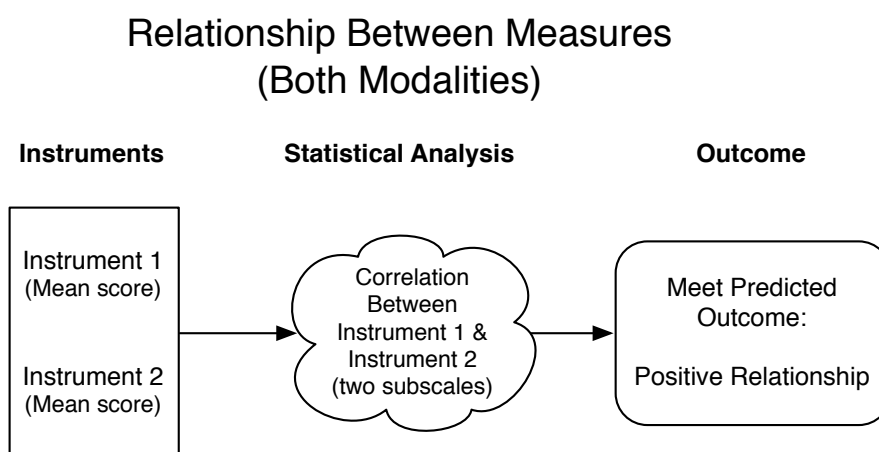 Relationship Between Measures
(Both Modalities)
Instruments
Statistical Analysis
Outcome
Instrument 1
(Mean score)
Instrument 2
(Mean score)
Correlation
Between
Instrument 1 &
Instrument 2
(two subscales)
Meet Predicted
Outcome:
Positive Relationship